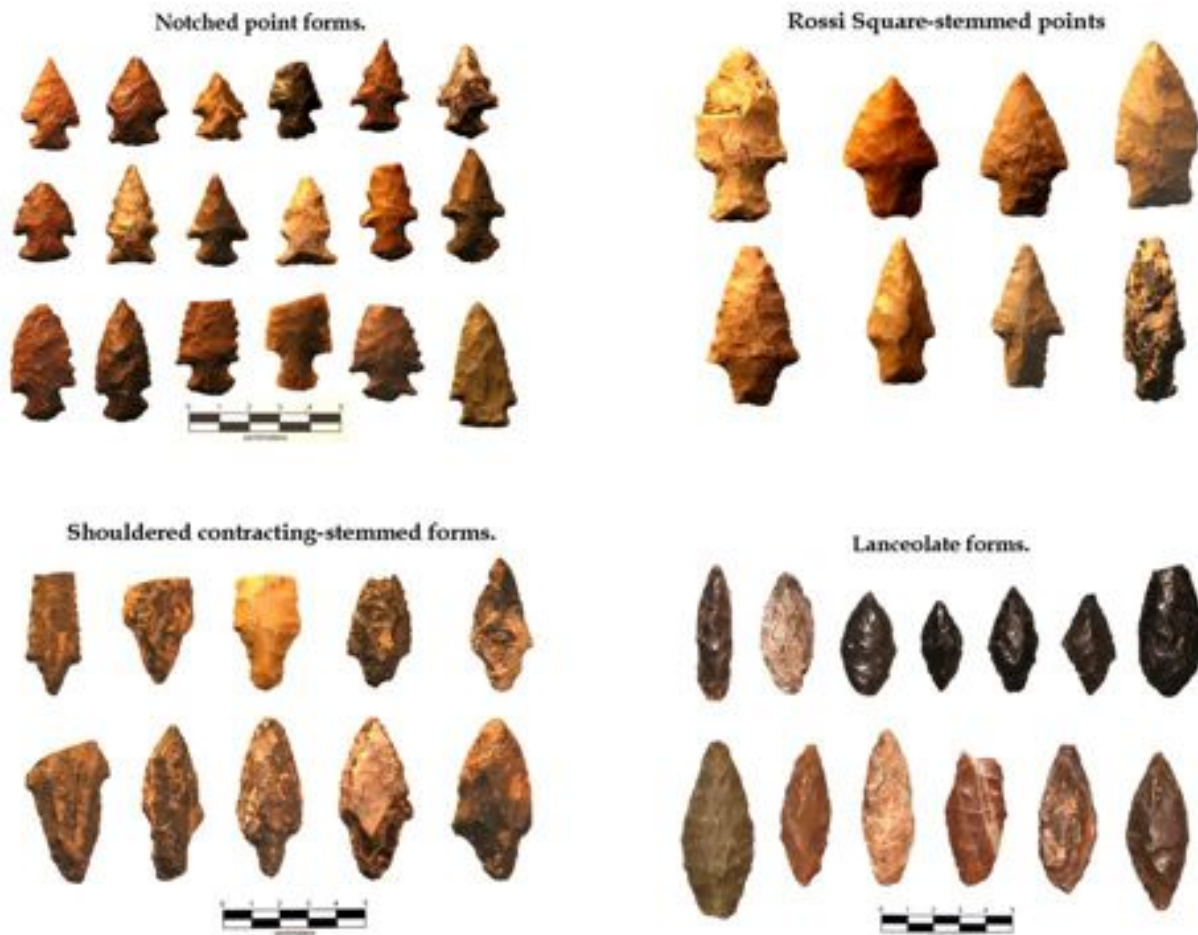 Notched point forms.
Rossi Square-stemmed points
Shouldered contracting-stemmed forms.
Lanceolate forms.